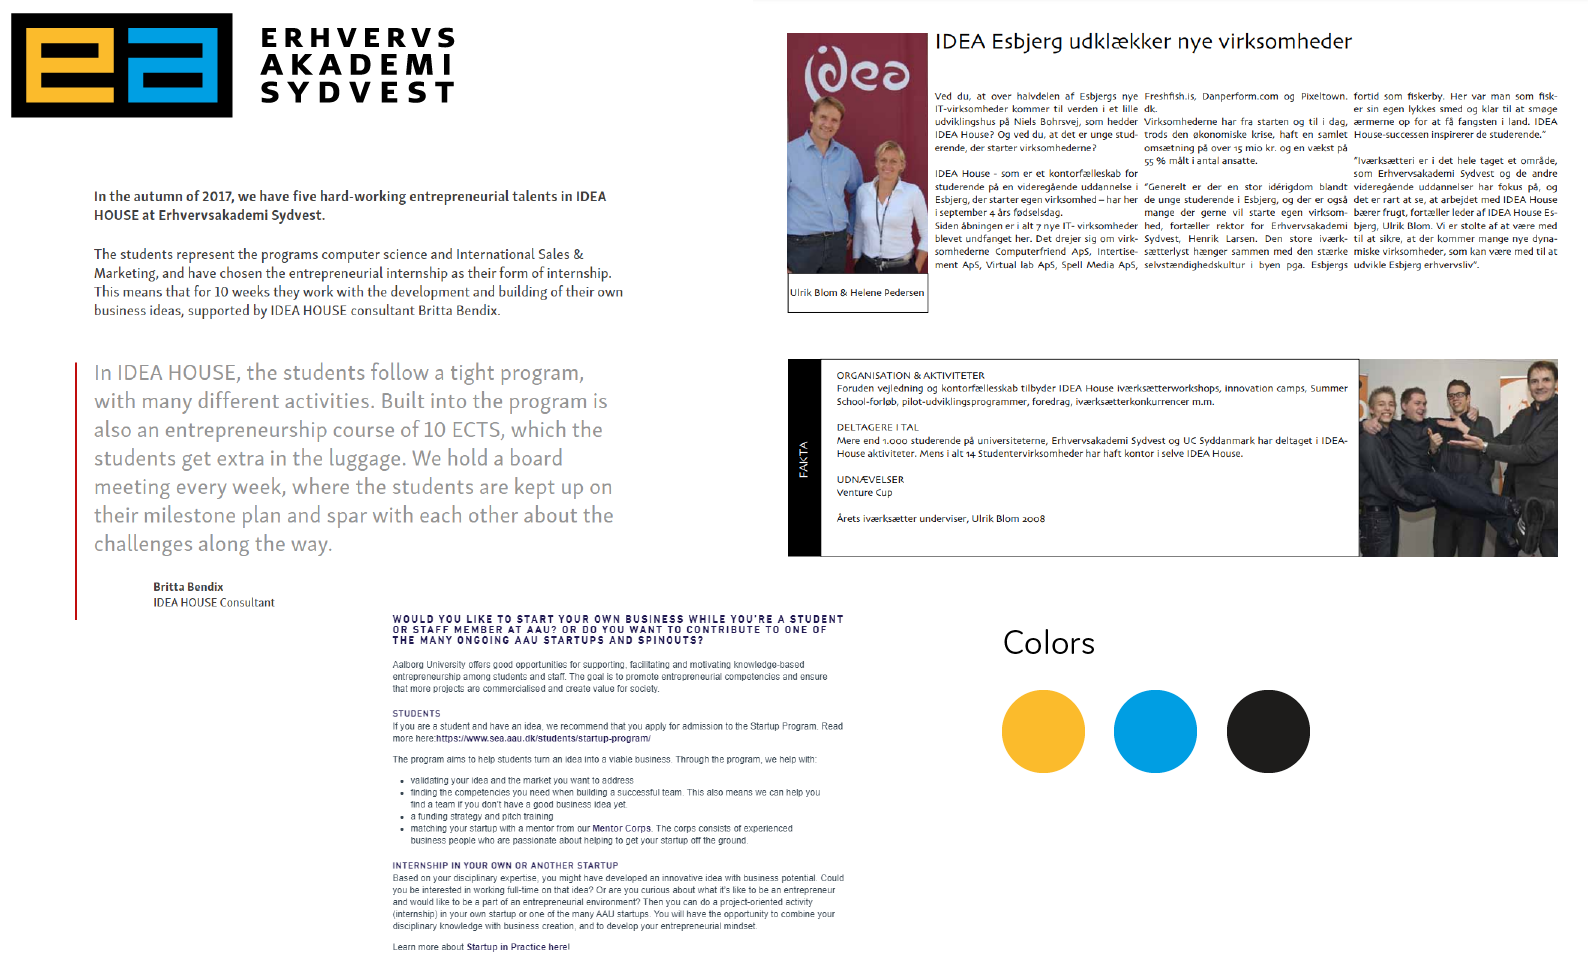 ea
ERHVERVS
AKADEMI
SYDVEST
In the autumn of 2017, we have five hard-working entrepreneurial talents in IDEA
HOUSE at Erhvervsakademi Sydvest.
The students represent the programs computer science and International Sales &
Marketing, and have chosen the entrepreneurial internship as their form of internship.
This means that for 10 weeks they work with the development and building of their own
business ideas, supported by IDEA HOUSE consultant Britta Bendix.
In IDEA HOUSE, the students follow a tight program,
with many different activities. Built into the program is
also an entrepreneurship course of 10 ECTS, which the
students get extra in the luggage. We hold a board
meeting every week, where the students are kept up on
their milestone plan and spar with each other about the
challenges along the way.
Britta Bendix
IDEA HOUSE Consultant
idea
Ulrik Blom & Helene Pedersen
IDEA Esbjerg udklækker nye virksomheder
Ved du, at over halvdelen af Esbjergs nye
IT-virksomheder kommer til verden i et lille
udviklingshus på Niels Bohrsvej, som hedder
IDEA House? Og ved du, at det er unge stud-
erende, der starter virksomhederne?
IDEA House - som er et kontorfælleskab for
studerende på en videregående uddannelse i
Esbjerg, der starter egen virksomhed – har her
i september 4 års fødselsdag.
Siden åbningen er i alt 7 nye IT- virksomheder
blevet undfanget her. Det drejer sig om virk-
somhederne Computerfriend ApS, Intertise-
ment ApS, Virtual lab ApS, Spell Media ApS,
Freshfish.is, Danperform.com og Pixeltown.
dk.
Virksomhederne har fra starten og til i dag,
trods den økonomiske krise, haft en samlet
omsætning på over 15 mio kr. og en vækst på
55 % målt i antal ansatte.
"Generelt er der en stor idérigdom blandt
de unge studerende i Esbjerg, og der er også
mange der gerne vil starte egen virksom-
hed, fortæller rektor for Erhvervsakademi
Sydvest, Henrik Larsen. Den store iværk-
sætterlyst hænger sammen med den stærke
selvstændighedskultur i byen pga. Esbjergs
fortid som fiskerby. Her var man som fisk-
er sin egen lykkes smed og klar til at smøge
ærmerne op for at få fangsten i land. IDEA
House-successen inspirerer de studerende."
"Iværksætteri er i det hele taget et område,
som Erhvervsakademi Sydvest og de andre
videregående uddannelser har fokus på, og
det er rart at se, at arbejdet med IDEA House
bærer frugt, fortæller leder af IDEA House Es-
bjerg, Ulrik Blom. Vi er stolte af at være med
til at sikre, at der kommer mange nye dyna-
miske virksomheder, som kan være med til at
udvikle Esbjerg erhvervsliv".
FAKTA
ORGANISATION & AKTIVITETER
Foruden vejledning og kontorfællesskab tilbyder IDEA House iværksætterworkshops, innovation camps, Summer
School-forløb, pilot-udviklingsprogrammer, foredrag, iværksætterkonkurrencer m.m.
DELTAGERE I TAL
Mere end 1.000 studerende på universiteterne, Erhvervsakademi Sydvest og UC Syddanmark har deltaget i IDEA-
House aktiviteter. Mens i alt 14 Studentervirksomheder har haft kontor i selve IDEA House.
UDNÆVELSER
Venture Cup
Årets iværksætter underviser, Ulrik Blom 2008
WOULD YOU LIKE TO START YOUR OWN BUSINESS WHILE YOU'RE A STUDENT
OR STAFF MEMBER AT AAU? OR DO YOU WANT TO CONTRIBUTE TO ONE OF
THE MANY ONGOING AAU STARTUPS AND SPINOUTS?
Aalborg University offers good opportunities for supporting, facilitating and motivating knowledge-based
entrepreneurship among students and staff. The goal is to promote entrepreneurial competencies and ensure
that more projects are commercialised and create value for society.
STUDENTS
If you are a student and have an idea, we recommend that you apply for admission to the Startup Program. Read
more here:https://www.sea.aau.dk/students/startup-program/
The program aims to help students turn an idea into a viable business. Through the program, we help with:
• validating your idea and the market you want to address
• finding the competencies you need when building a successful team. This also means we can help you
find a team if you don't have a good business idea yet.
• a funding strategy and pitch training
• matching your startup with a mentor from our Mentor Corps. The corps consists of experienced
business people who are passionate about helping to get your startup off the ground.
INTERNSHIP IN YOUR OWN OR ANOTHER STARTUP
Based on your disciplinary expertise, you might have developed an innovative idea with business potential. Could
you be interested in working full-time on that idea? Or are you curious about what it's like to be an entrepreneur
and would like to be a part of an entrepreneurial environment? Then you can do a project-oriented activity
(internship) in your own startup or one of the many AAU startups. You will have the opportunity to combine your
disciplinary knowledge with business creation, and to develop your entrepreneurial mindset.
Learn more about Startup in Practice here!
Colors